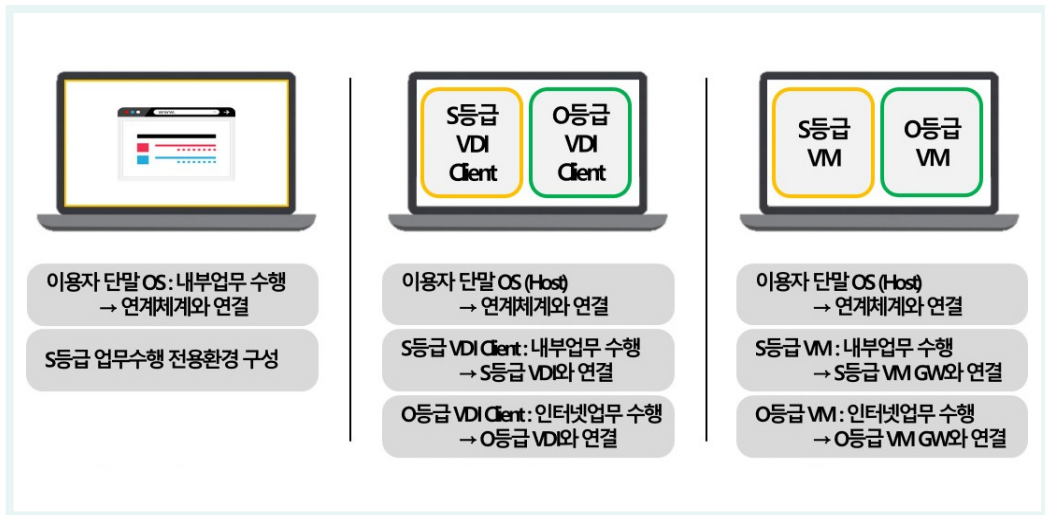 www
이용자 단말 OS : 내부업무 수행
→ 연계체계와 연결
S등급 업무수행 전용환경 구성
S등급
VDI
Client
O등급
VDI
Client
이용자 단말 OS (Host)
→ 연계체계와 연결
S등급 VDI Client : 내부업무 수행
→ S등급 VDI와 연결
O등급 VDI Client : 인터넷업무 수행
→ O등급 VDI와 연결
S등급
VM
O등급
VM
이용자 단말 OS (Host)
→ 연계체계와 연결
S등급 VM : 내부업무 수행
→ S등급 VM GW와 연결
O등급 VM : 인터넷업무 수행
→ O등급 VM GW와 연결